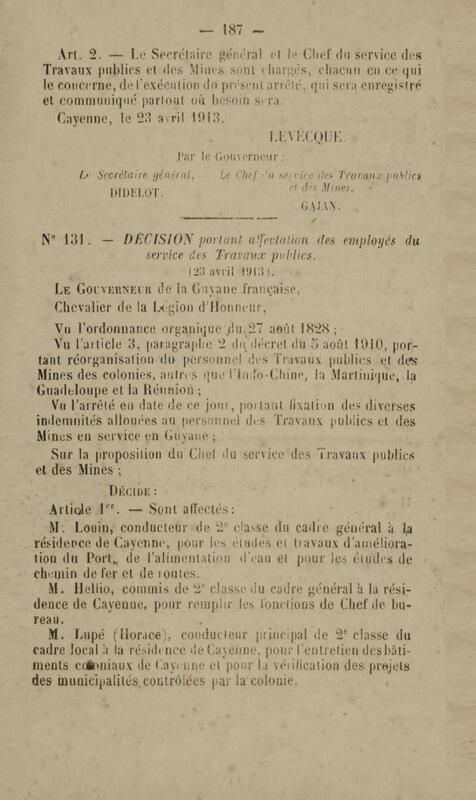 — 187 —
Art. 2. — Le Secrétaire général et le Chef du service des
Travaux publics et des Mines sont chargés, chacun en ce qui
le concerne, de l'exécution du présent arrêté, qui sera enregistré
et communiqué partout où besoin sera.
Cayenne, le 23 avril 1913.
LEVECQUE.
Par le Gouverneur :
Le Secrétaire général, Le Chef du service des Travaux publics
et des Mines,
DIDELOT.
GAJAN.
N° 131. — DÉCISION portant affectation des employés du
service des Travaux publics.
(23 avril 1913).
LE GOUVERNEUR de la Guyane française,
Chevalier de la Légion d'Honneur,
Vu l'ordonnance organique du 27 août 1828 ;
Vu l'article 3, paragraphe 2 du décret du 5 août 1910, por-
tant réorganisation du personnel des Travaux publics et des
Mines des colonies, autres que l'Indo-Chine, la Martinique, la
Guadeloupe et la Réunion ;
Vu l'arrêté en date de ce jour, portant fixation des diverses
indemnités allouées au personnel des Travaux publics et des
Mines en service en Guyane ;
Sur la proposition du Chef du service des Travaux publics
et des Mines ;
DÉCIDE :
Article 1er. — Sont affectés :
M. Louin, conducteur de 2e classe du cadre général à la
résidence de Cayenne, pour les études et travaux d'améliora-
tion du Port, de l'alimentation d'eau et pour les études de
chemin de fer et de routes.
M. Hellio, commis de 2e classe du cadre général à la rési-
dence de Cayenne, pour remplir les fonctions de Chef de bu-
reau.
M. Lupé (Horace), conducteur principal de 2e classe du
cadre local à la résidence de Cayenne, pour l'entretien des bâti-
ments coloniaux de Cayenne et pour la vérification des projets
des municipalités contrôlées par la colonie.